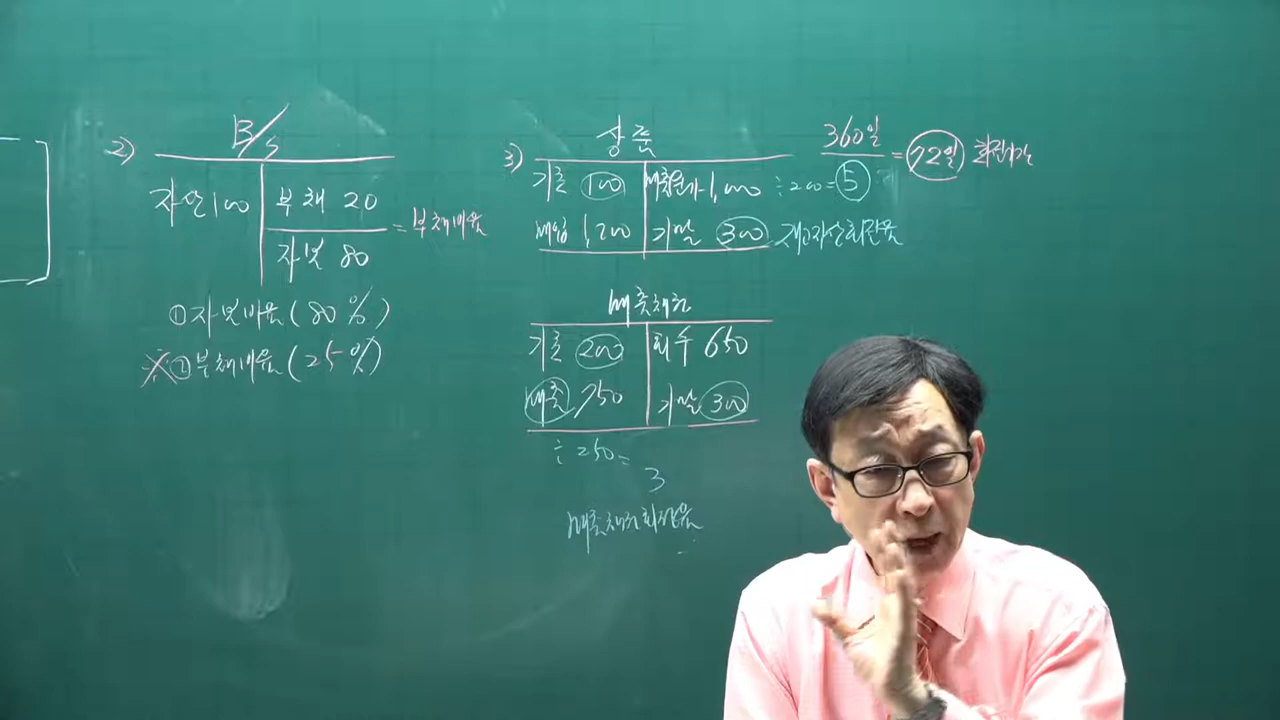 2) B/S
자산 100 부채 20
자본 80 = 부채비율
① 자본비율 (80%)
※② 부채비율 (25%)
3) 상품
기초 100 매출원가 1,000 ÷ 200 = 5
매입 1,200 기말 300 재고자산회전율
360일 = 72일 회전기간
매출채권
기초 200 회수 650
매출 750 기말 300
÷ 250 =
3
매출채권회전율